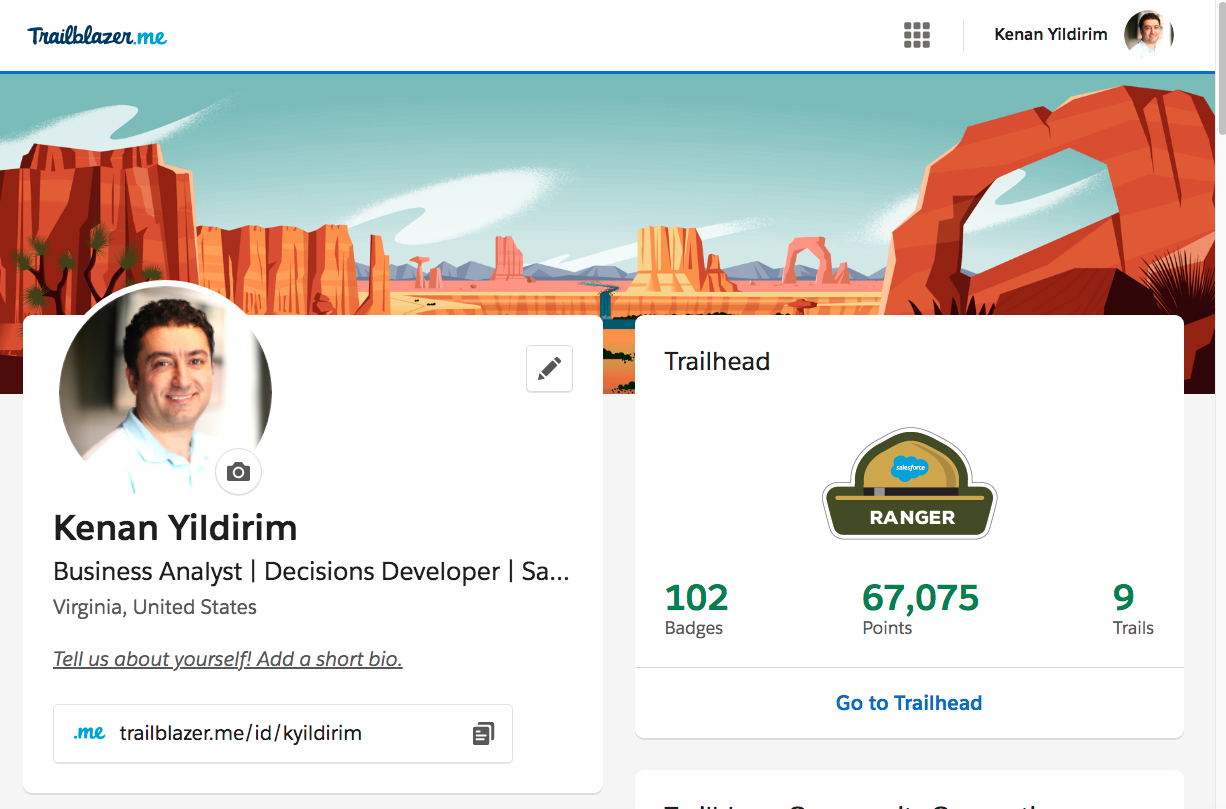 Trailblazer.me
Kenan Yildirim
Kenan Yildirim
Business Analyst | Decisions Developer | Sa...
Virginia, United States
Tell us about yourself! Add a short bio.
.me trailblazer.me/id/kyildirim
Trailhead
salesforce
RANGER
102 67,075 9
Badges Points Trails
Go to Trailhead